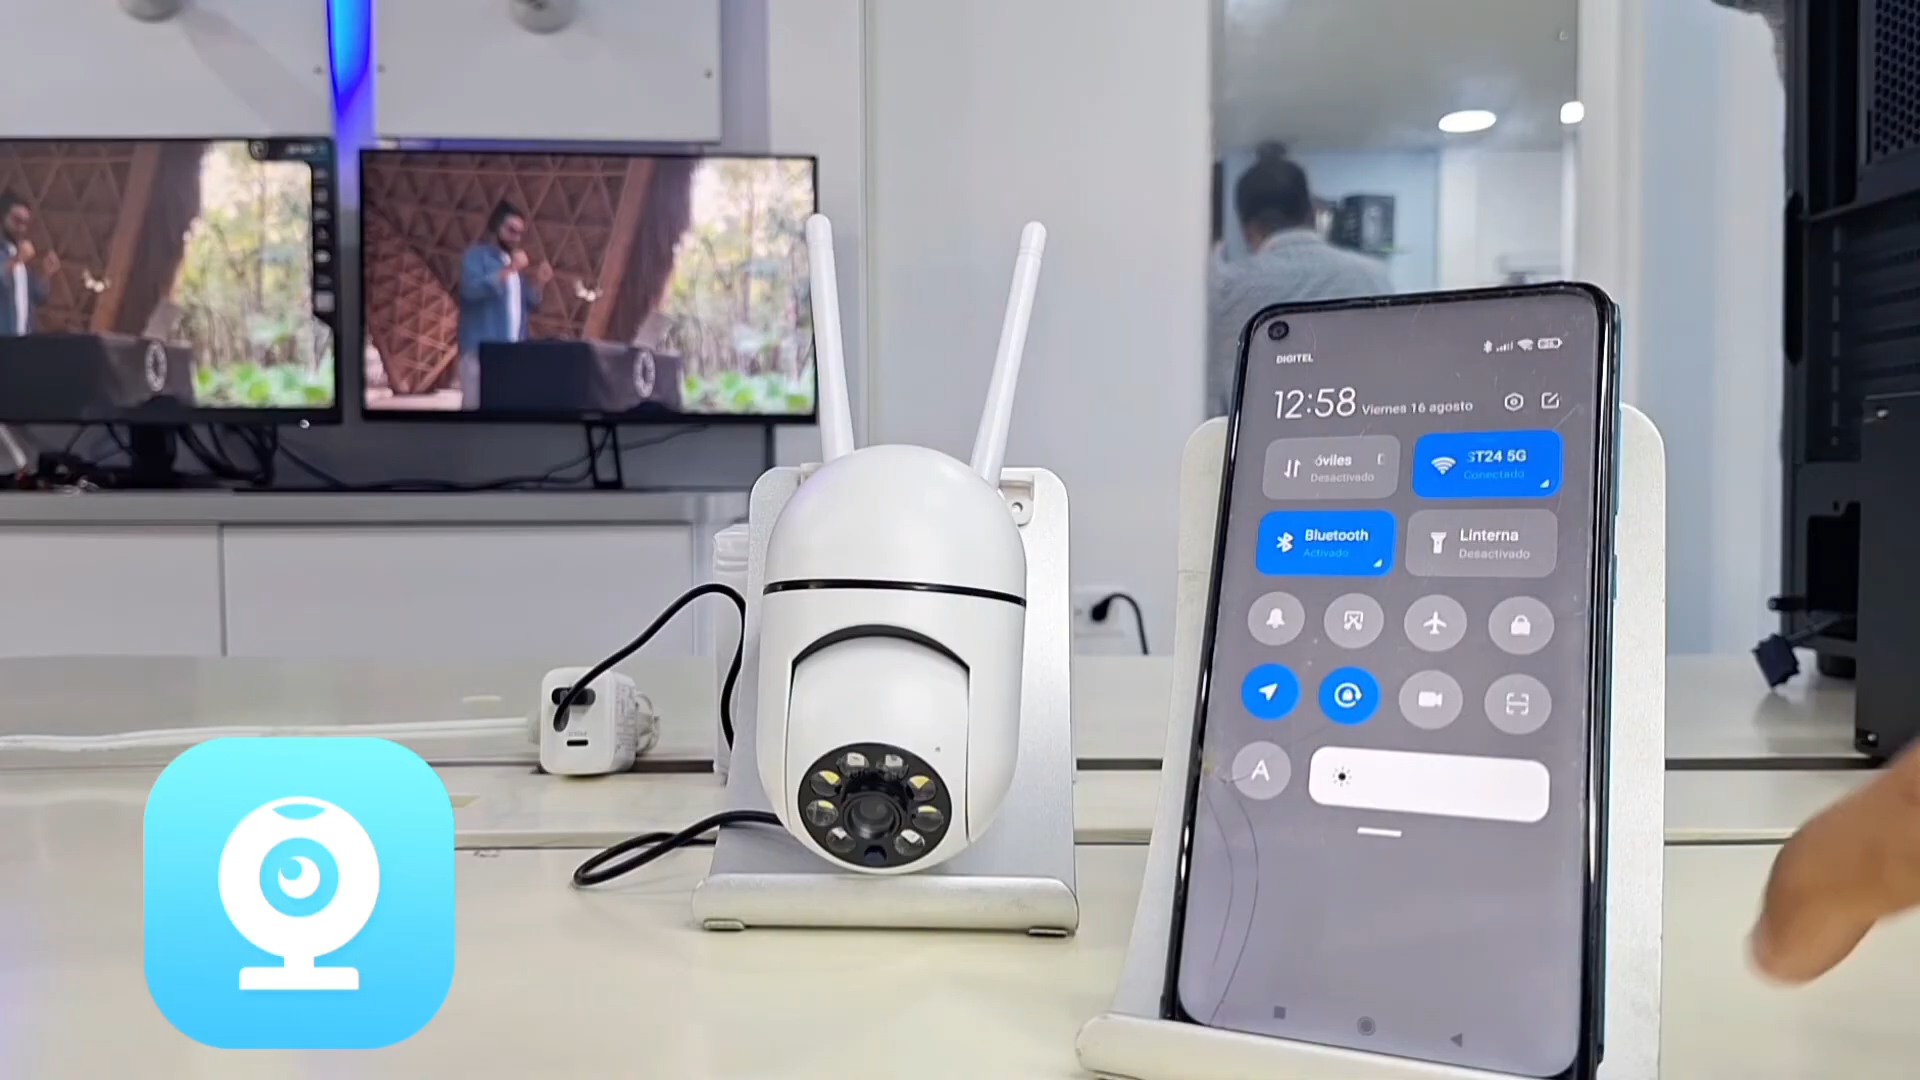 DIGITEL
12:58 Viernes 16 agosto
óviles
Desactivado
ST24 5G
Conectado
Bluetooth
Activado
Linterna
Desactivado
A